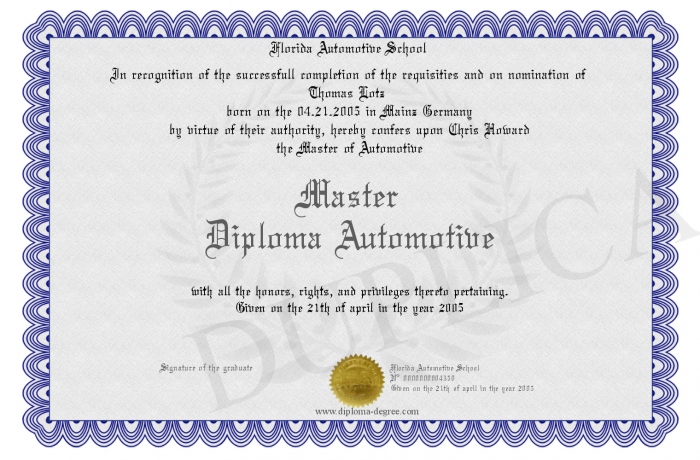 Florida Automotive School
In recognition of the successfull completion of the requisities and on nomination of
Thomas Lotz
born on the 04.21.2005 in Mainz Germany
by virtue of their authority, hereby confers upon Chris Howard
the Master of Automotive
Master
Diploma Automotive
with all the honors, rights, and privileges thereto pertaining.
Given on the 21th of april in the year 2005
Signature of the graduate
Florida Automotive School
N° 0000000004350
Given on the 21th of april in the year 2005
www.diploma-degree.com
DUPLICA